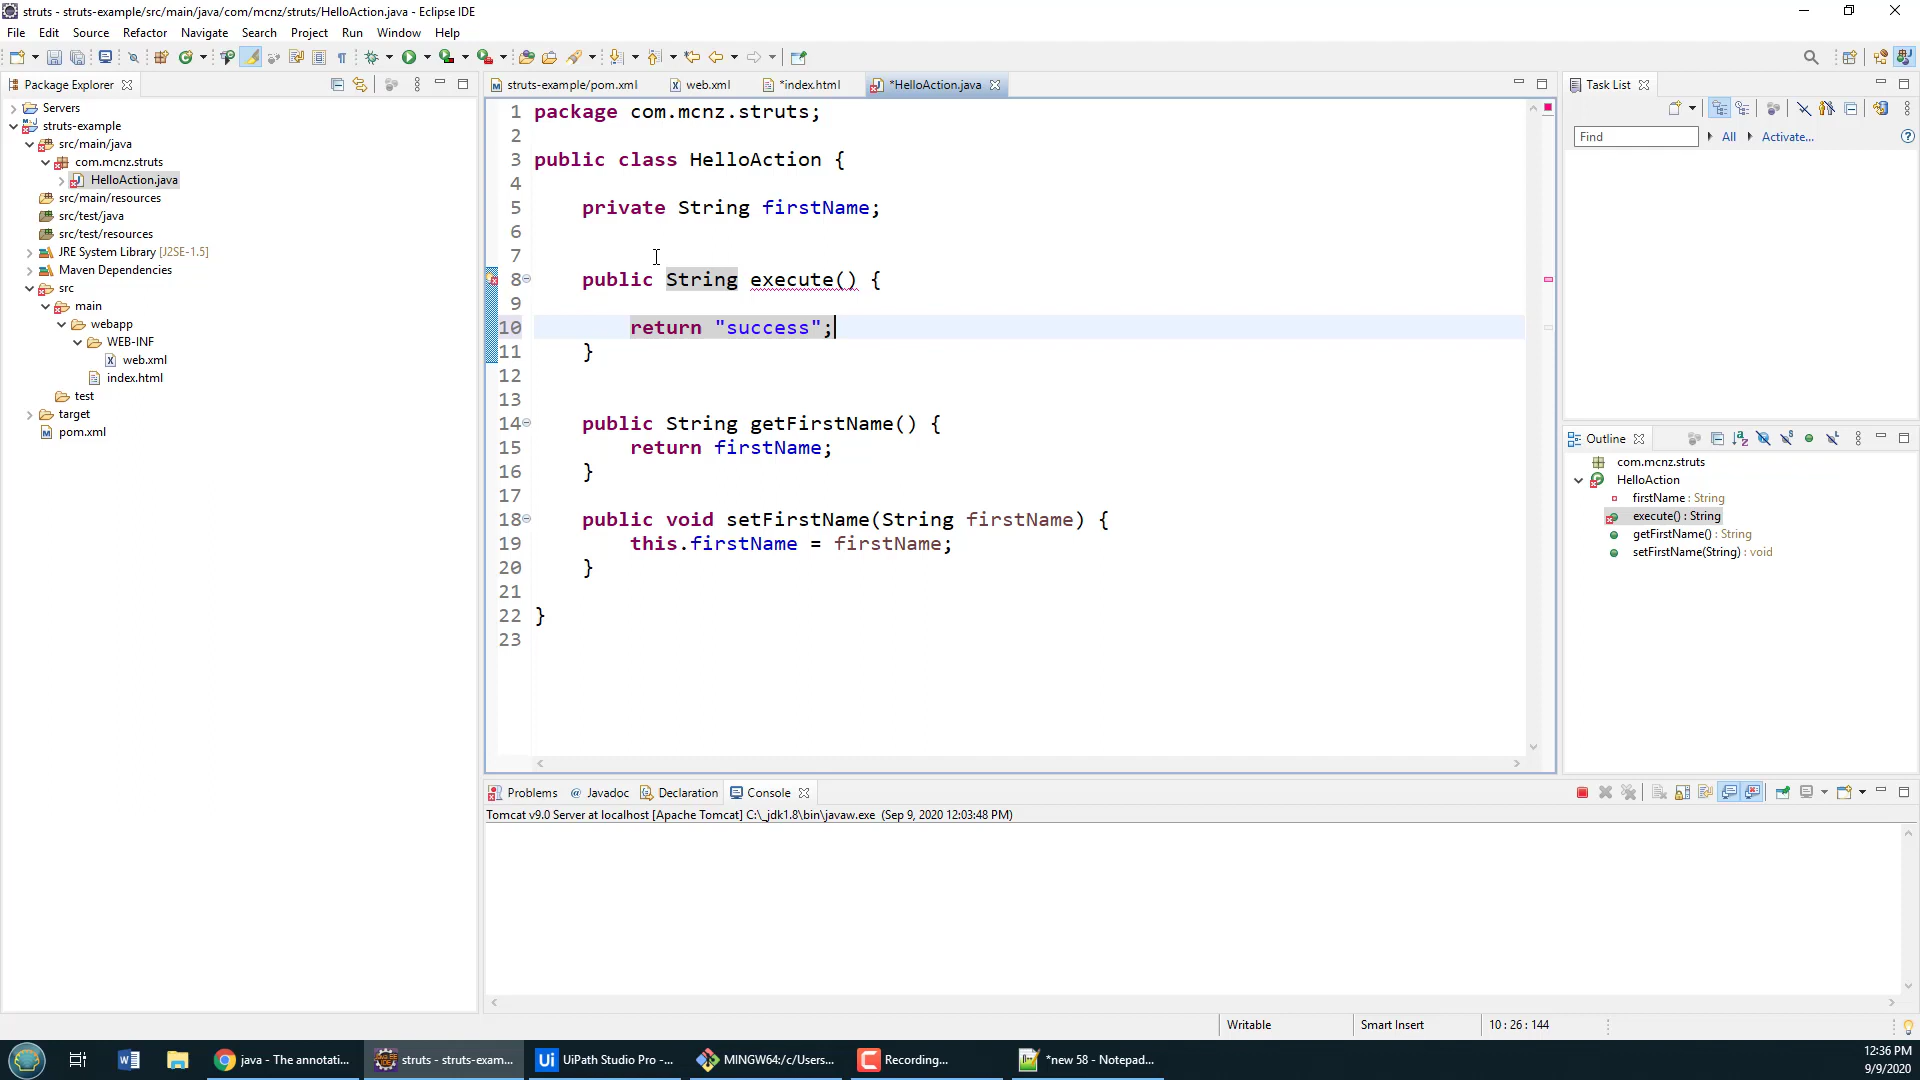 struts - struts-example/src/main/java/com/mcnz/struts/HelloAction.java - Eclipse IDE
File Edit Source Refactor Navigate Search Project Run Window Help
Package Explorer
Servers
struts-example
src/main/java
com.mcnz.struts
HelloAction.java
src/main/resources
src/test/java
src/test/resources
JRE System Library [J2SE-1.5]
Maven Dependencies
src
main
webapp
WEB-INF
web.xml
index.html
test
target
pom.xml
struts-example/pom.xml web.xml *index.html *HelloAction.java
1 package com.mcnz.struts;
2
3 public class HelloAction {
4
5 private String firstName;
6
7
8 public String execute() {
9
10 return "success";
11 }
12
13
14 public String getFirstName() {
15 return firstName;
16 }
17
18 public void setFirstName(String firstName) {
19 this.firstName = firstName;
20 }
21
22 }
23
Task List
Find All Activate...
Outline
com.mcnz.struts
HelloAction
firstName : String
execute() : String
getFirstName() : String
setFirstName(String) : void
Problems @ Javadoc Declaration Console
Tomcat v9.0 Server at localhost [Apache Tomcat] C:\_jdk1.8\bin\javaw.exe (Sep 9, 2020 12:03:48 PM)
Writable Smart Insert 10 : 26 : 144
java - The annotati... struts - struts-exam... Ui UiPath Studio Pro -... MINGW64:/c/Users... Recording... *new 58 - Notepad...
12:36 PM
9/9/2020